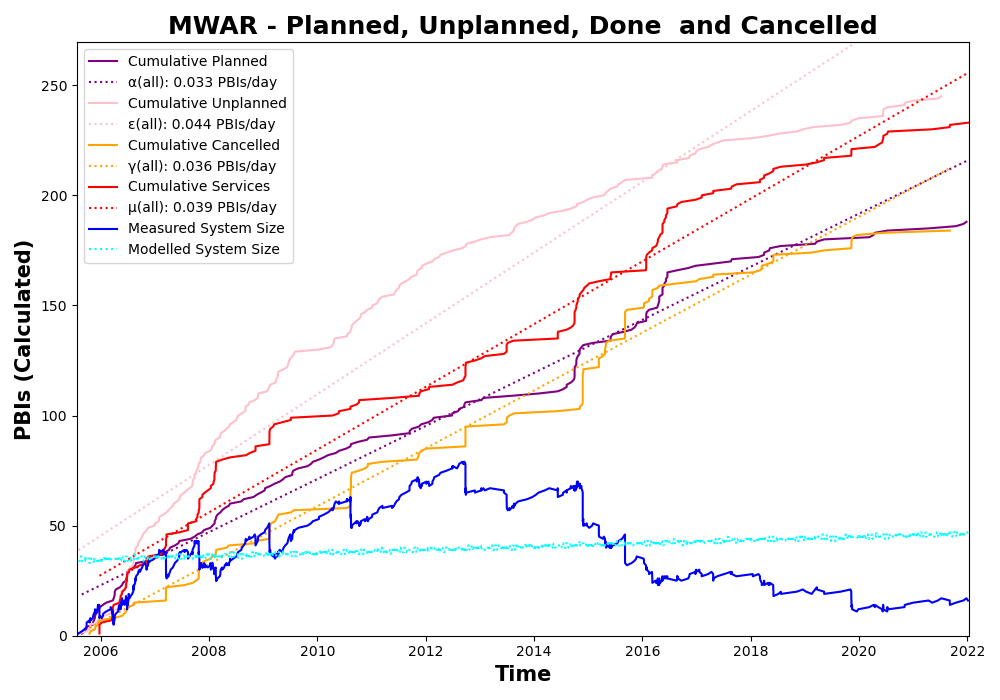 MWAR - Planned, Unplanned, Done  and Cancelled
Cumulative Planned
α(all): 0.033 PBIs/day
Cumulative Unplanned
ε(all): 0.044 PBIs/day
Cumulative Cancelled
γ(all): 0.036 PBIs/day
Cumulative Services
μ(all): 0.039 PBIs/day
Measured System Size
Modelled System Size
PBIs (Calculated)
250
200
150
100
50
0
2006 2008 2010 2012 2014 2016 2018 2020 2022
Time